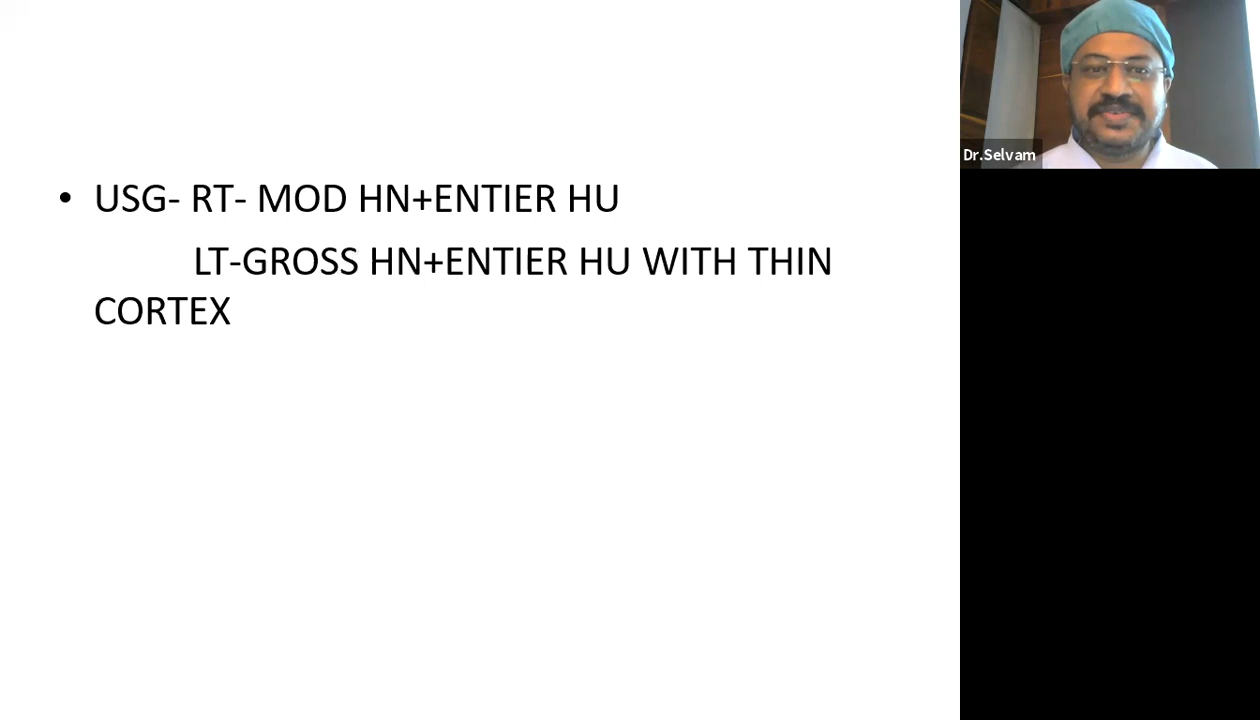 • USG- RT- MOD HN+ENTIER HU
LT-GROSS HN+ENTIER HU WITH THIN
CORTEX
Dr.Selvam